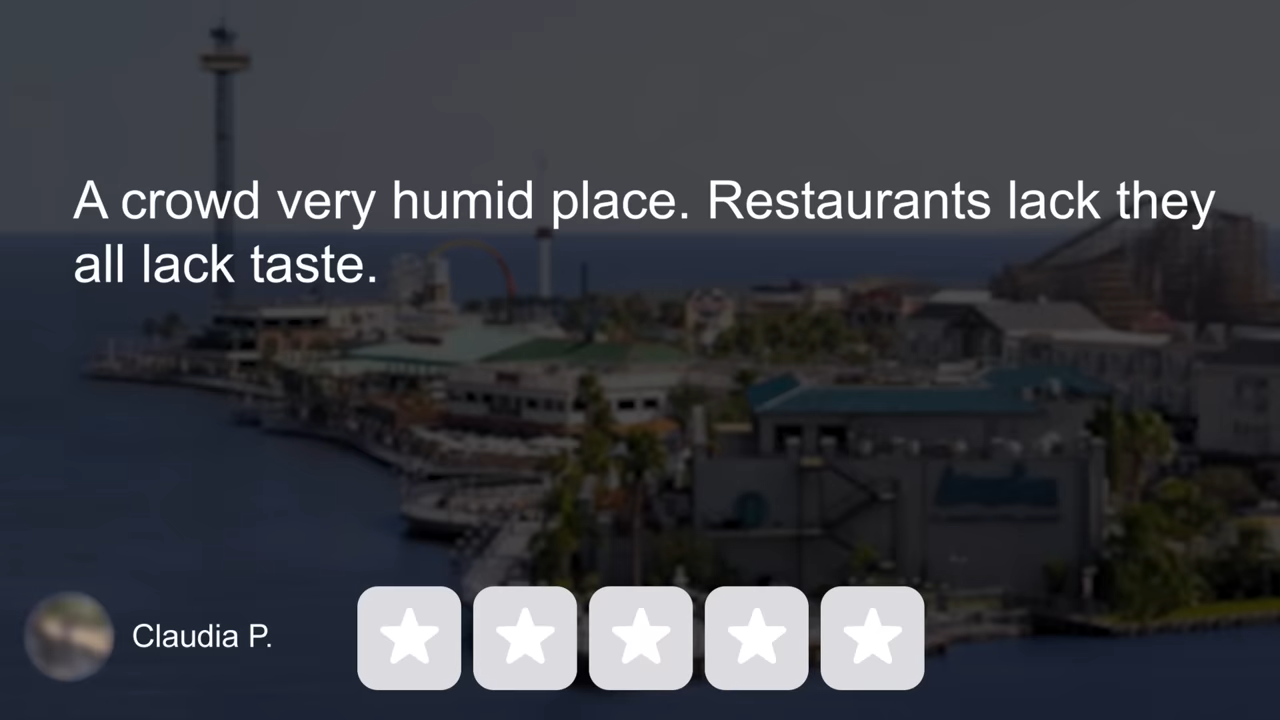 A crowd very humid place. Restaurants lack they
all lack taste.
Claudia P.